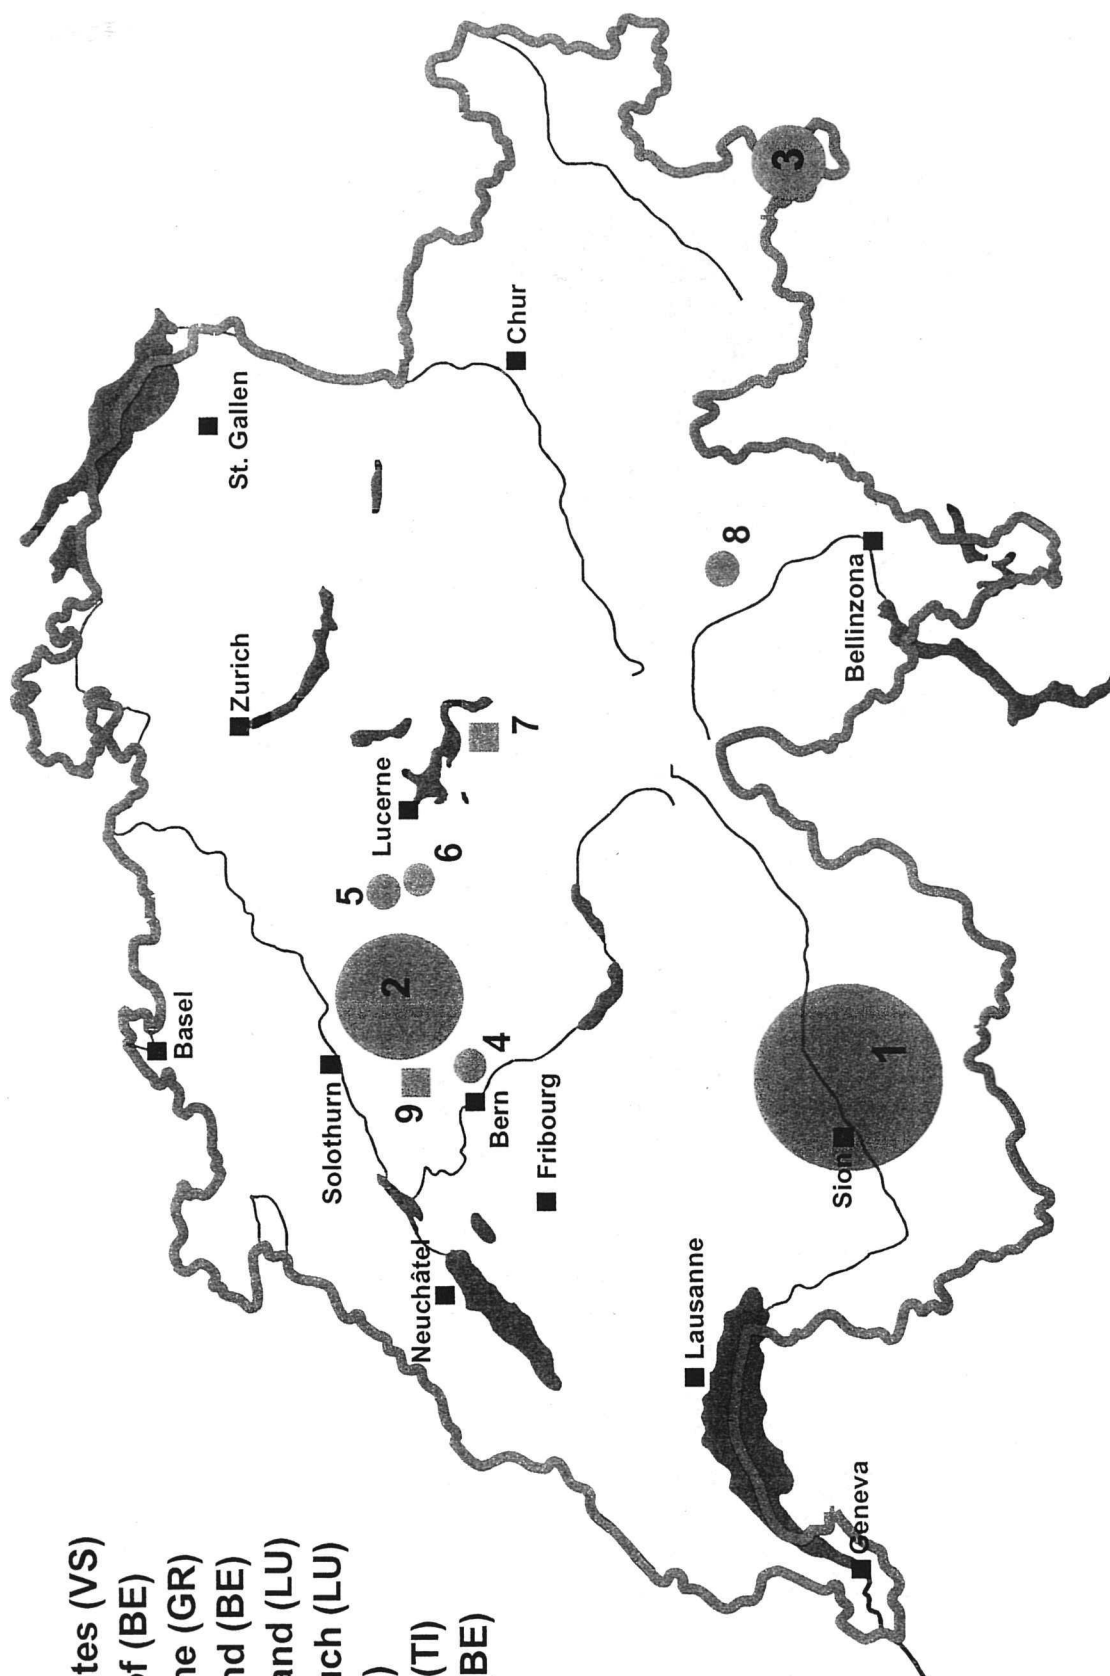 tes (VS)
of (BE)
ne (GR)
nd (BE)
and (LU)
uch (LU)
)
(TI)
BE)
Basel
Zurich
St. Gallen
Solothurn
Lucerne
Chur
Neuchâtel
Bern
Fribourg
Lausanne
Geneva
Sion
Bellinzona
1
2
3
4
5
6
7
8
9